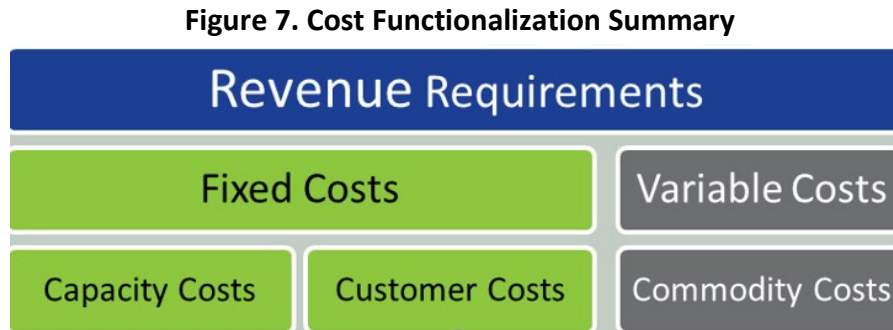 Figure 7. Cost Functionalization Summary
Revenue Requirements
Fixed Costs
Variable Costs
Capacity Costs
Customer Costs
Commodity Costs